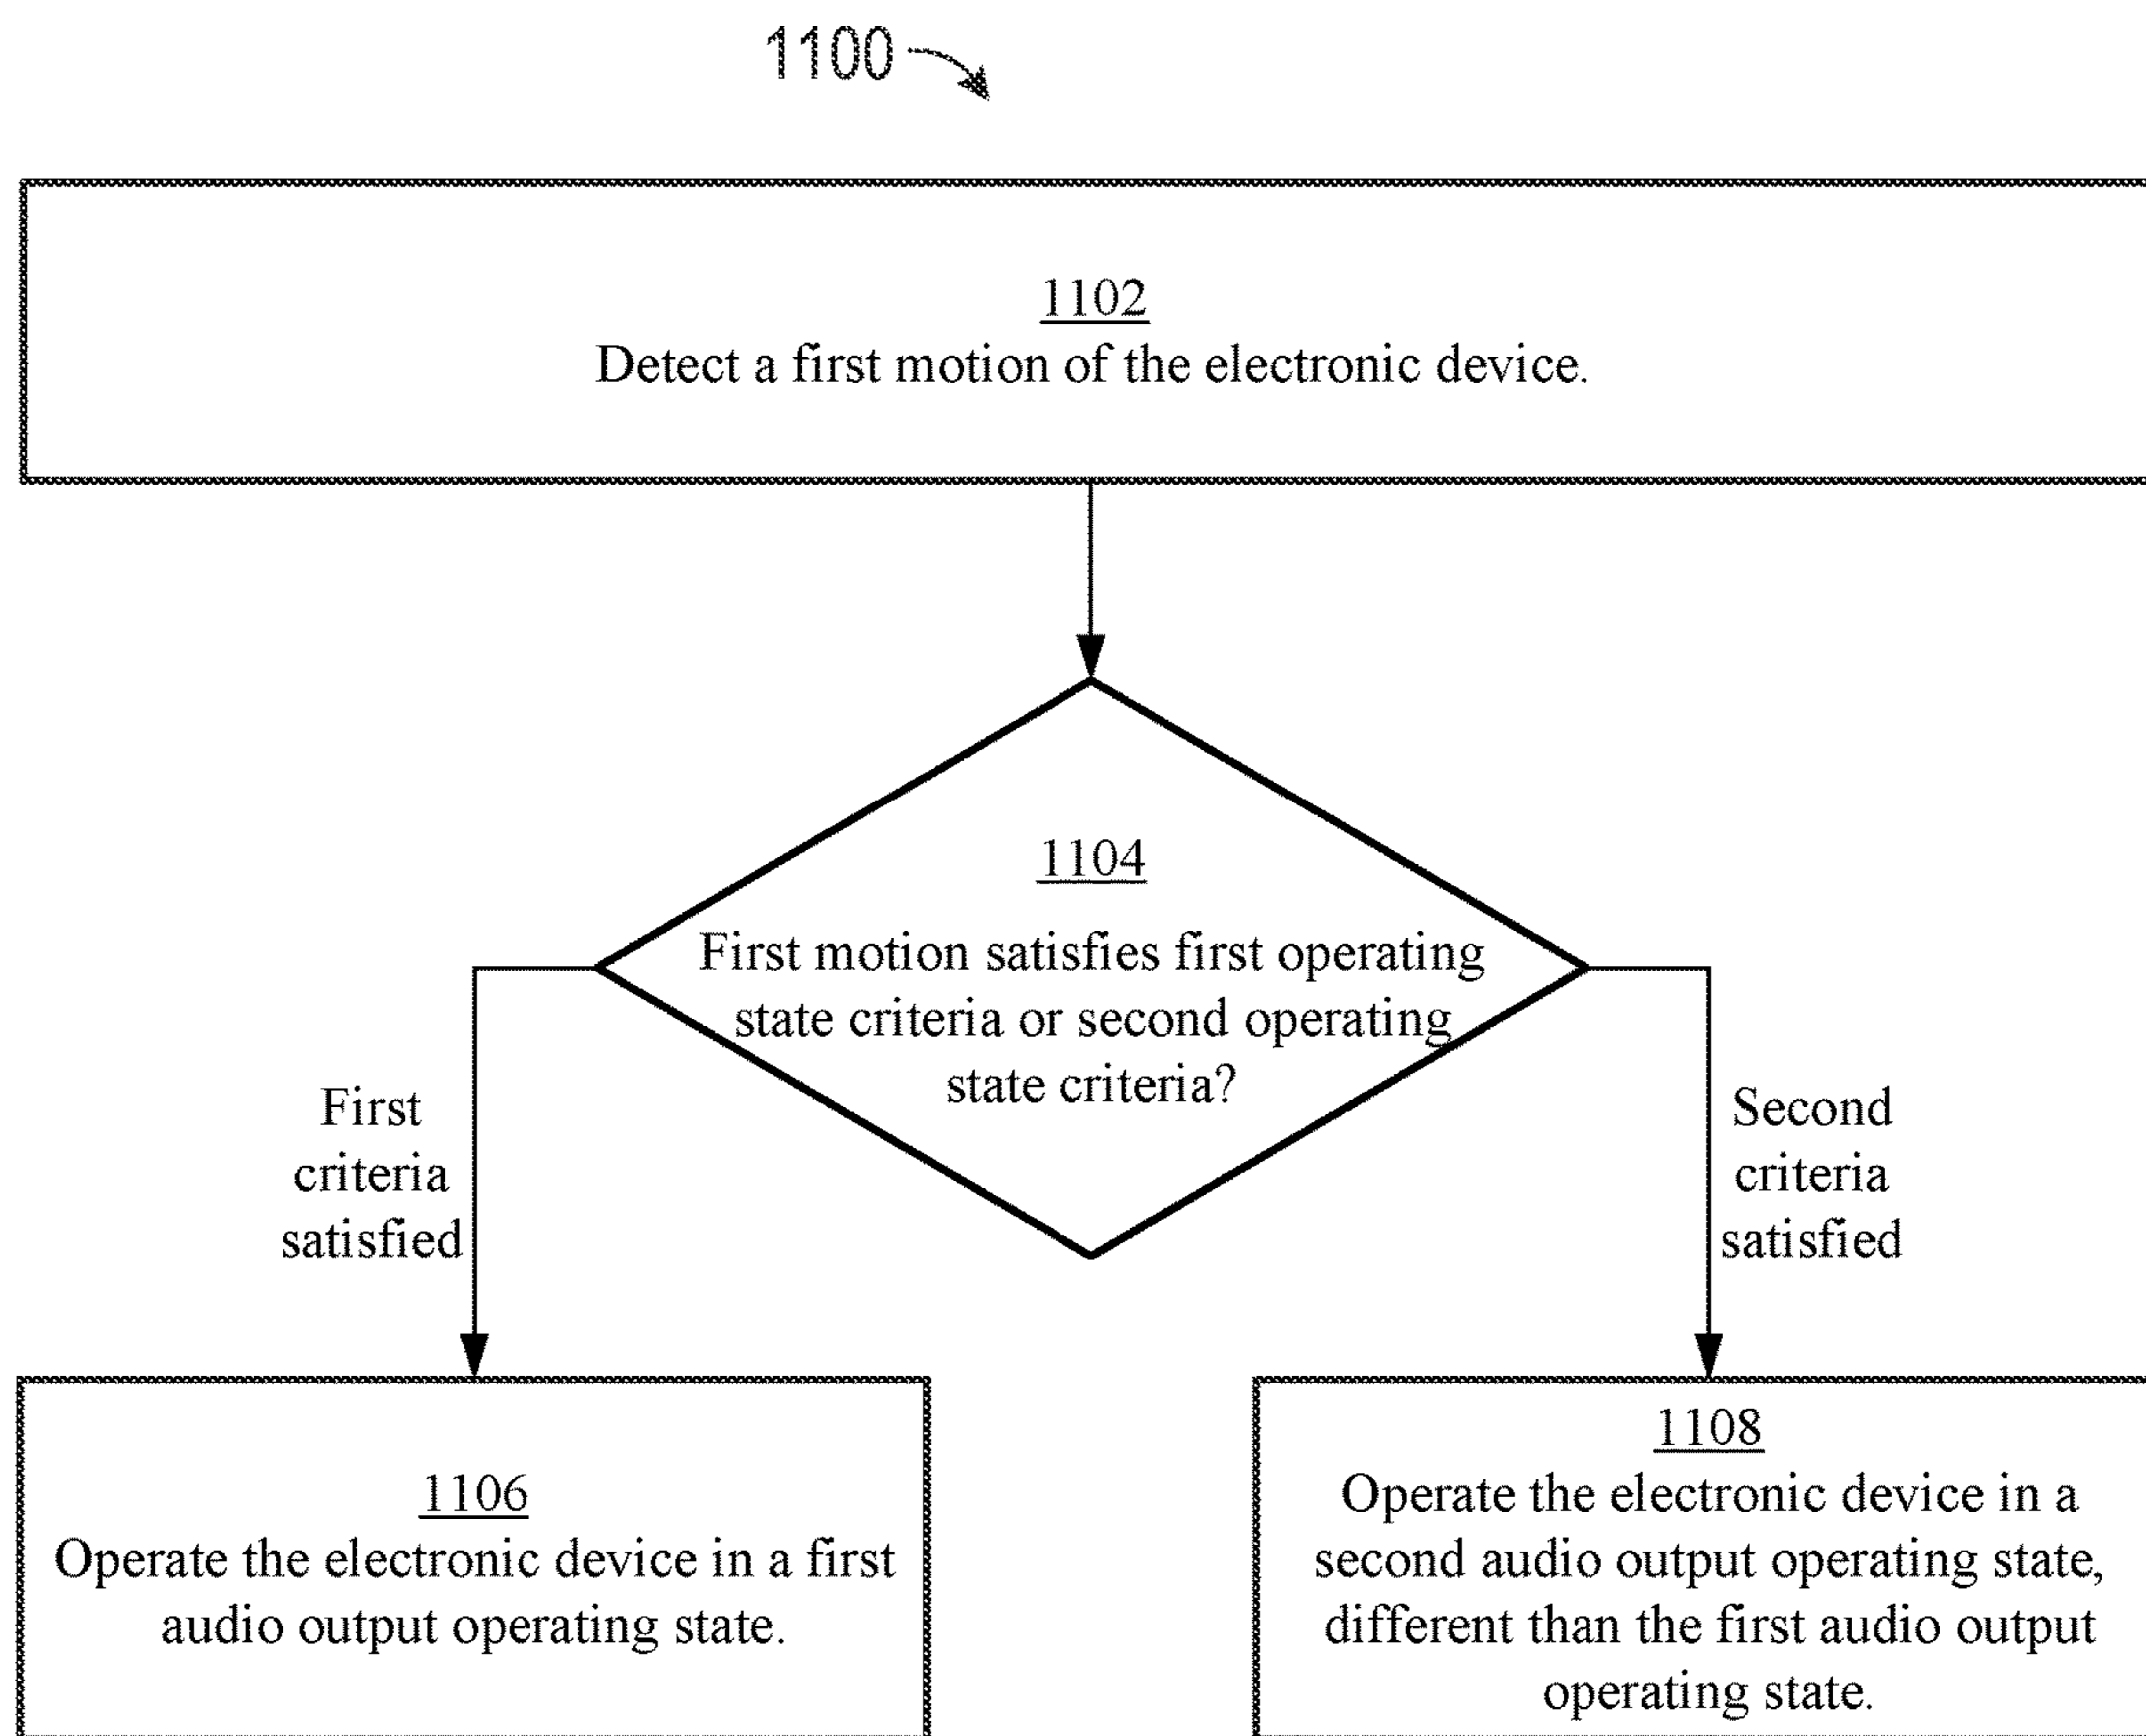 1100
1102
Detect a first motion of the electronic device.
1104
First motion satisfies first operating
state criteria or second operating
state criteria?
First
criteria
satisfied
Second
criteria
satisfied
1106
Operate the electronic device in a first
audio output operating state.
1108
Operate the electronic device in a
second audio output operating state,
different than the first audio output
operating state.